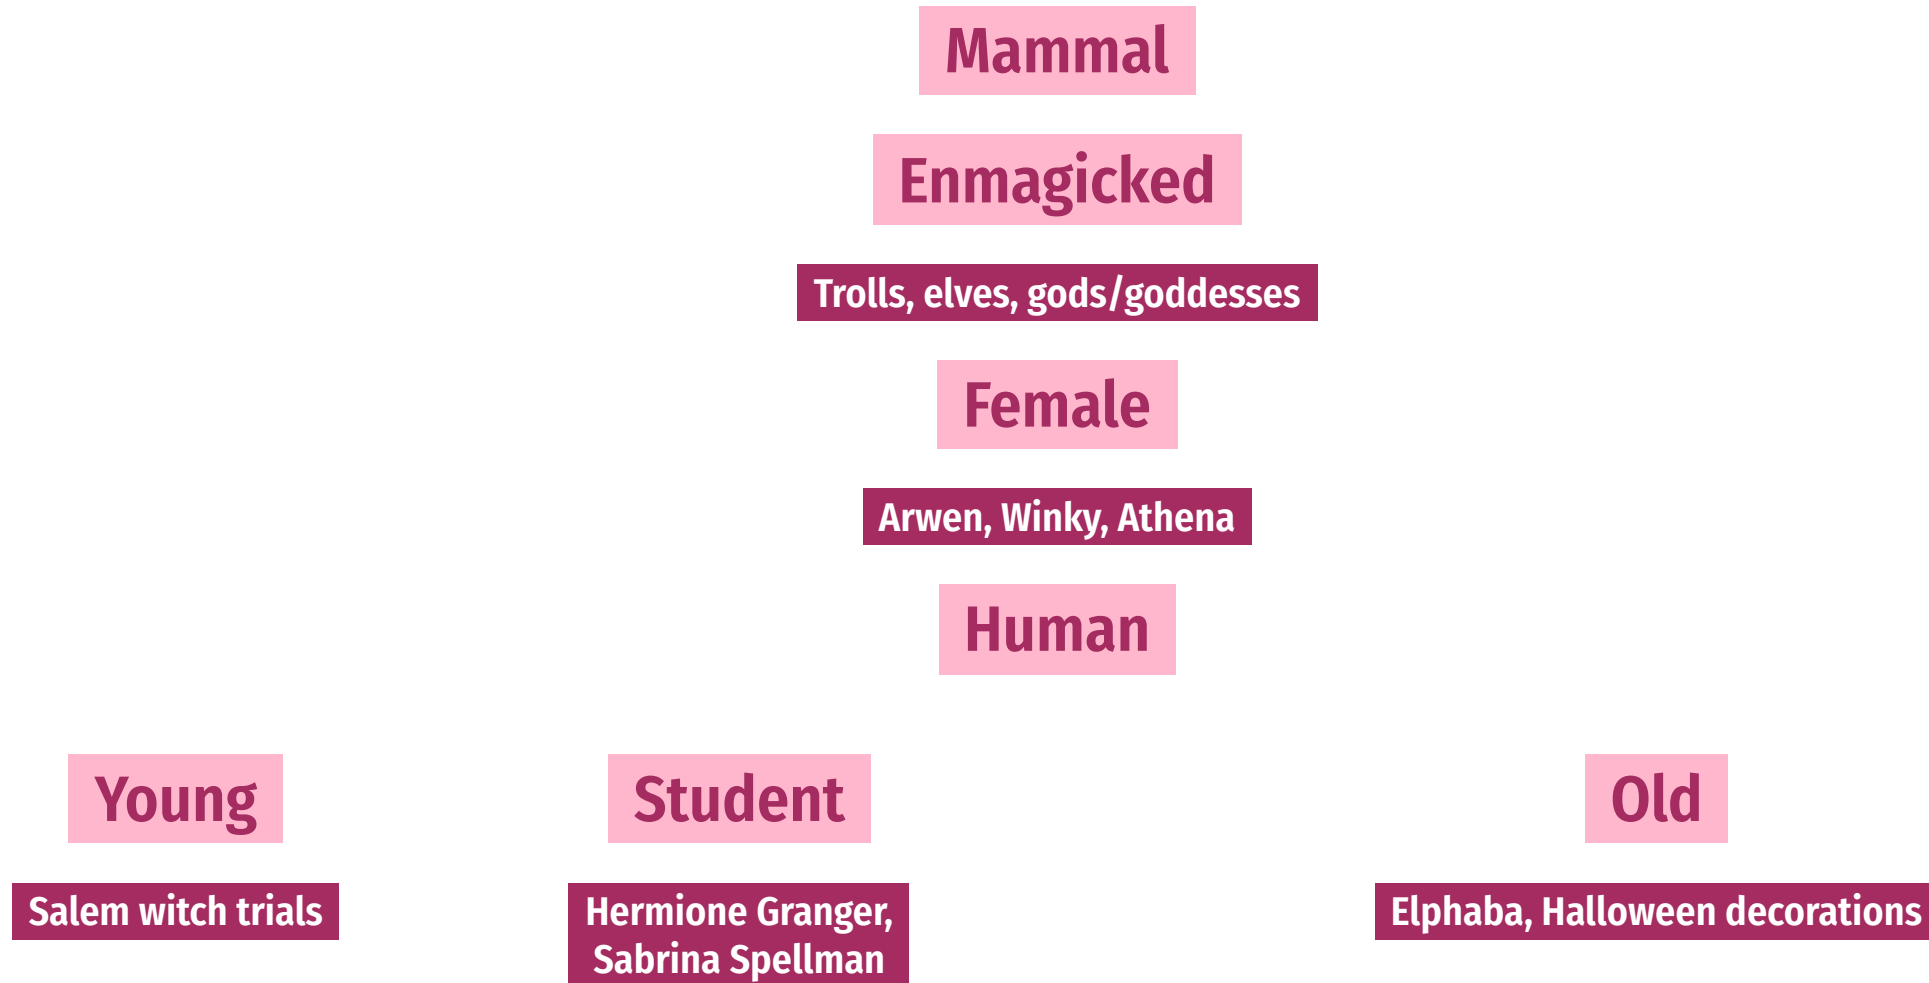 Mammal
Enmagicked
Trolls, elves, gods/goddesses
Female
Arwen, Winky, Athena
Human
Young
Student
Old
Salem witch trials
Hermione Granger,
Sabrina Spellman
Elphaba, Halloween decorations